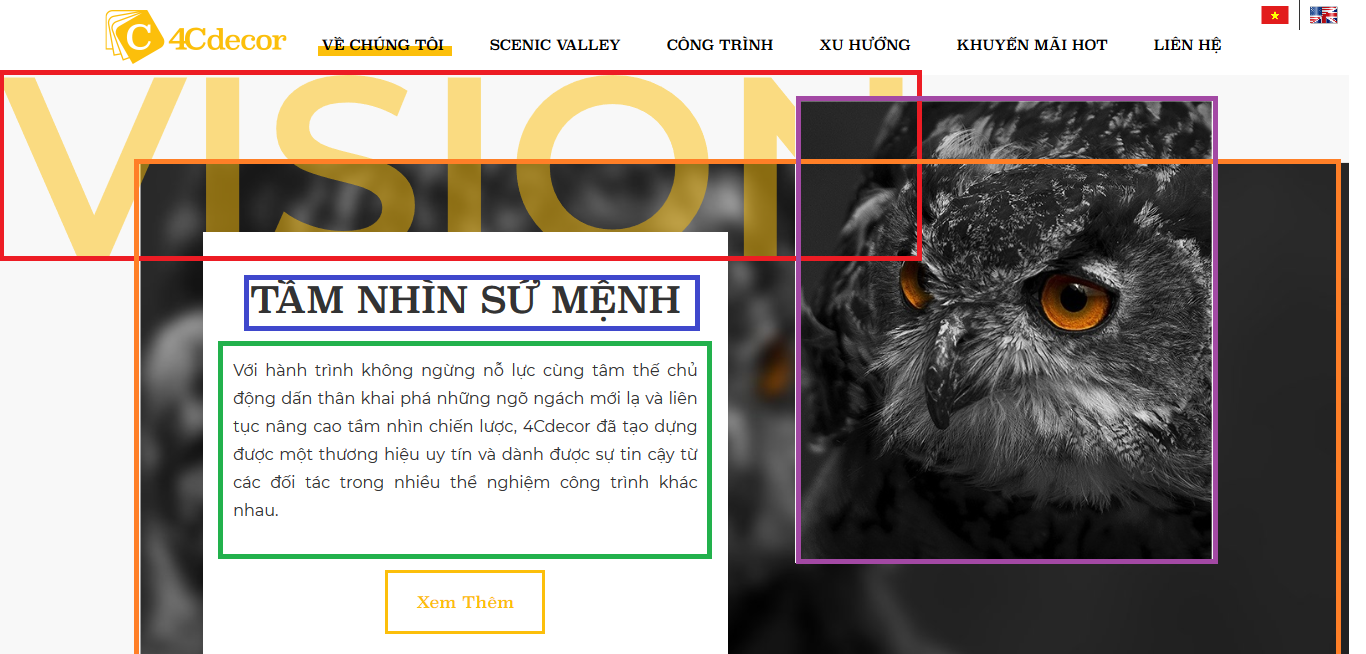 C 4Cdecor
VỀ CHÚNG TÔI SCENIC VALLEY CÔNG TRÌNH XU HƯỚNG KHUYẾN MÃI HOT LIÊN HỆ
VISION
TẦM NHÌN SỨ MỆNH
Với hành trình không ngừng nỗ lực cùng tâm thế chủ
động dấn thân khai phá những ngõ ngách mới lạ và liên
tục nâng cao tầm nhìn chiến lược, 4Cdecor đã tạo dựng
được một thương hiệu uy tín và dành được sự tin cậy từ
các đối tác trong nhiều thể nghiệm công trình khác
nhau.
Xem Thêm